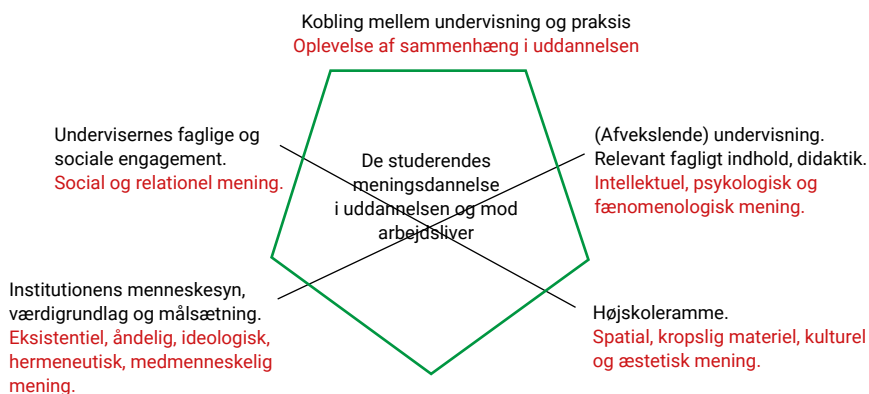 Kobling mellem undervisning og praksis
Oplevelse af sammenhæng i uddannelsen
Undervisernes faglige og
sociale engagement.
Social og relationel mening.
De studerendes
meningsdannelse
i uddannelsen og mod
arbejdsliver
(Afvekslende) undervisning.
Relevant fagligt indhold, didaktik.
Intellektuel, psykologisk og
fænomenologisk mening.
Institutionens menneskesyn,
værdigrundlag og målsætning.
Eksistentiel, åndelig, ideologisk,
hermeneutisk, medmenneskelig
mening.
Højskoleramme.
Spatial, kropslig materiel, kulturel
og æstetisk mening.